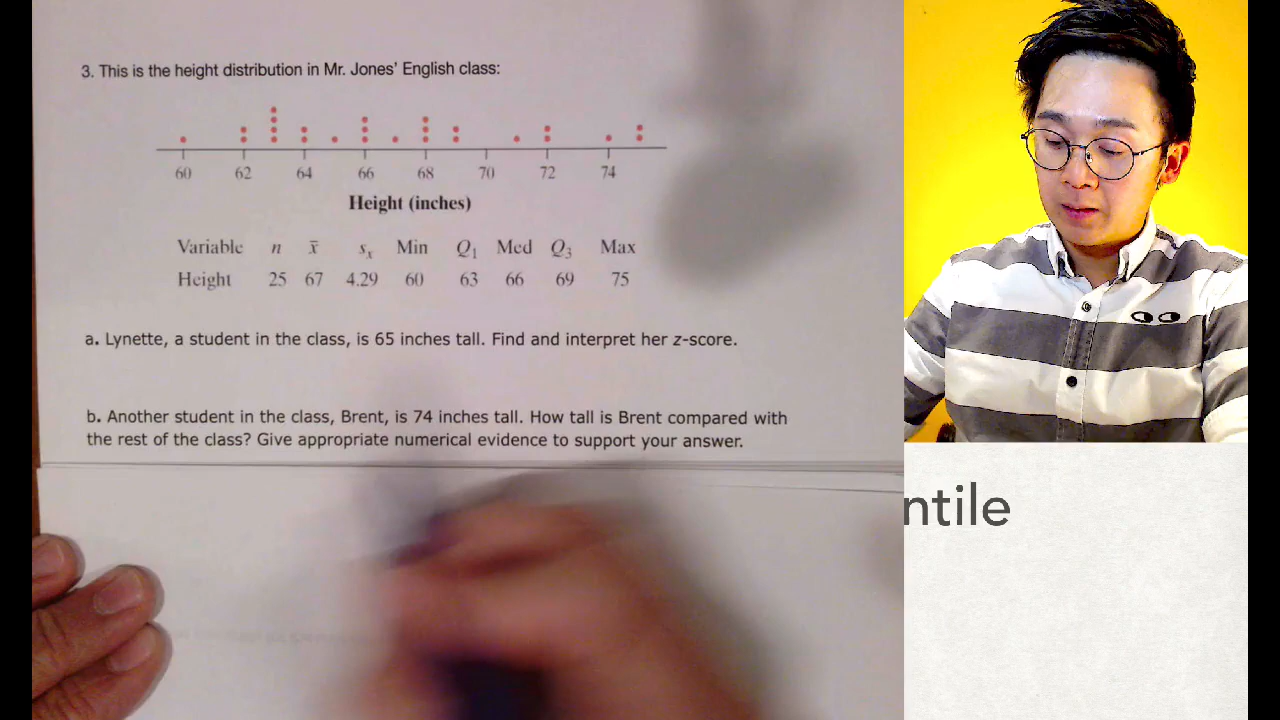 3. This is the height distribution in Mr. Jones' English class:
60 62 64 66 68 70 72 74
Height (inches)
Variable n x̄ sₓ Min Q₁ Med Q₃ Max
Height 25 67 4.29 60 63 66 69 75
a. Lynette, a student in the class, is 65 inches tall. Find and interpret her z-score.
b. Another student in the class, Brent, is 74 inches tall. How tall is Brent compared with
the rest of the class? Give appropriate numerical evidence to support your answer.
ntile